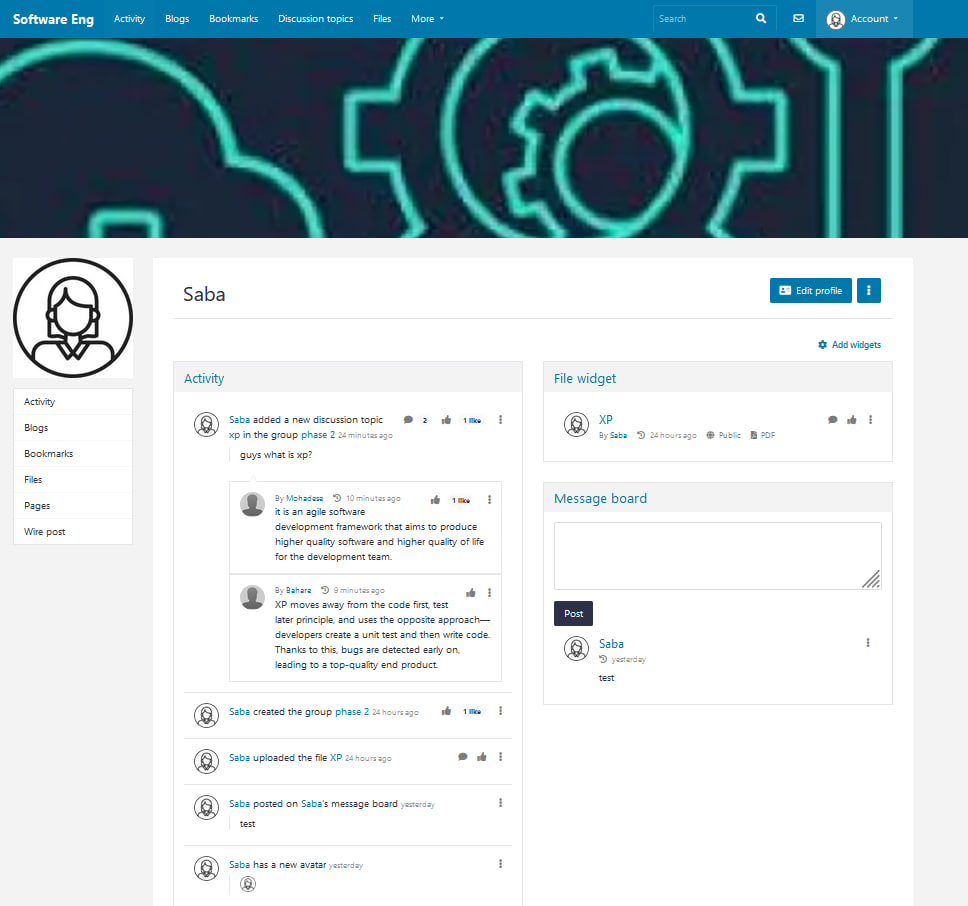 Software Eng Activity Blogs Bookmarks Discussion topics Files More Search Account
Saba
Edit profile
Add widgets
Activity
Blogs
Bookmarks
Files
Pages
Wire post
Activity
Saba added a new discussion topic 2 1 like
xp in the group phase 2 24 minutes ago
guys what is xp?
By Mohadese 10 minutes ago 1 like
it is an agile software
development framework that aims to produce
higher quality software and higher quality of life
for the development team.
By Bahare 9 minutes ago
XP moves away from the code first, test
later principle, and uses the opposite approach—
developers create a unit test and then write code.
Thanks to this, bugs are detected early on,
leading to a top-quality end product.
Saba created the group phase 2 24 hours ago 1 like
Saba uploaded the file XP 24 hours ago
Saba posted on Saba's message board yesterday
test
Saba has a new avatar yesterday
File widget
XP
By Saba 24 hours ago Public PDF
Message board
Post
Saba
yesterday
test